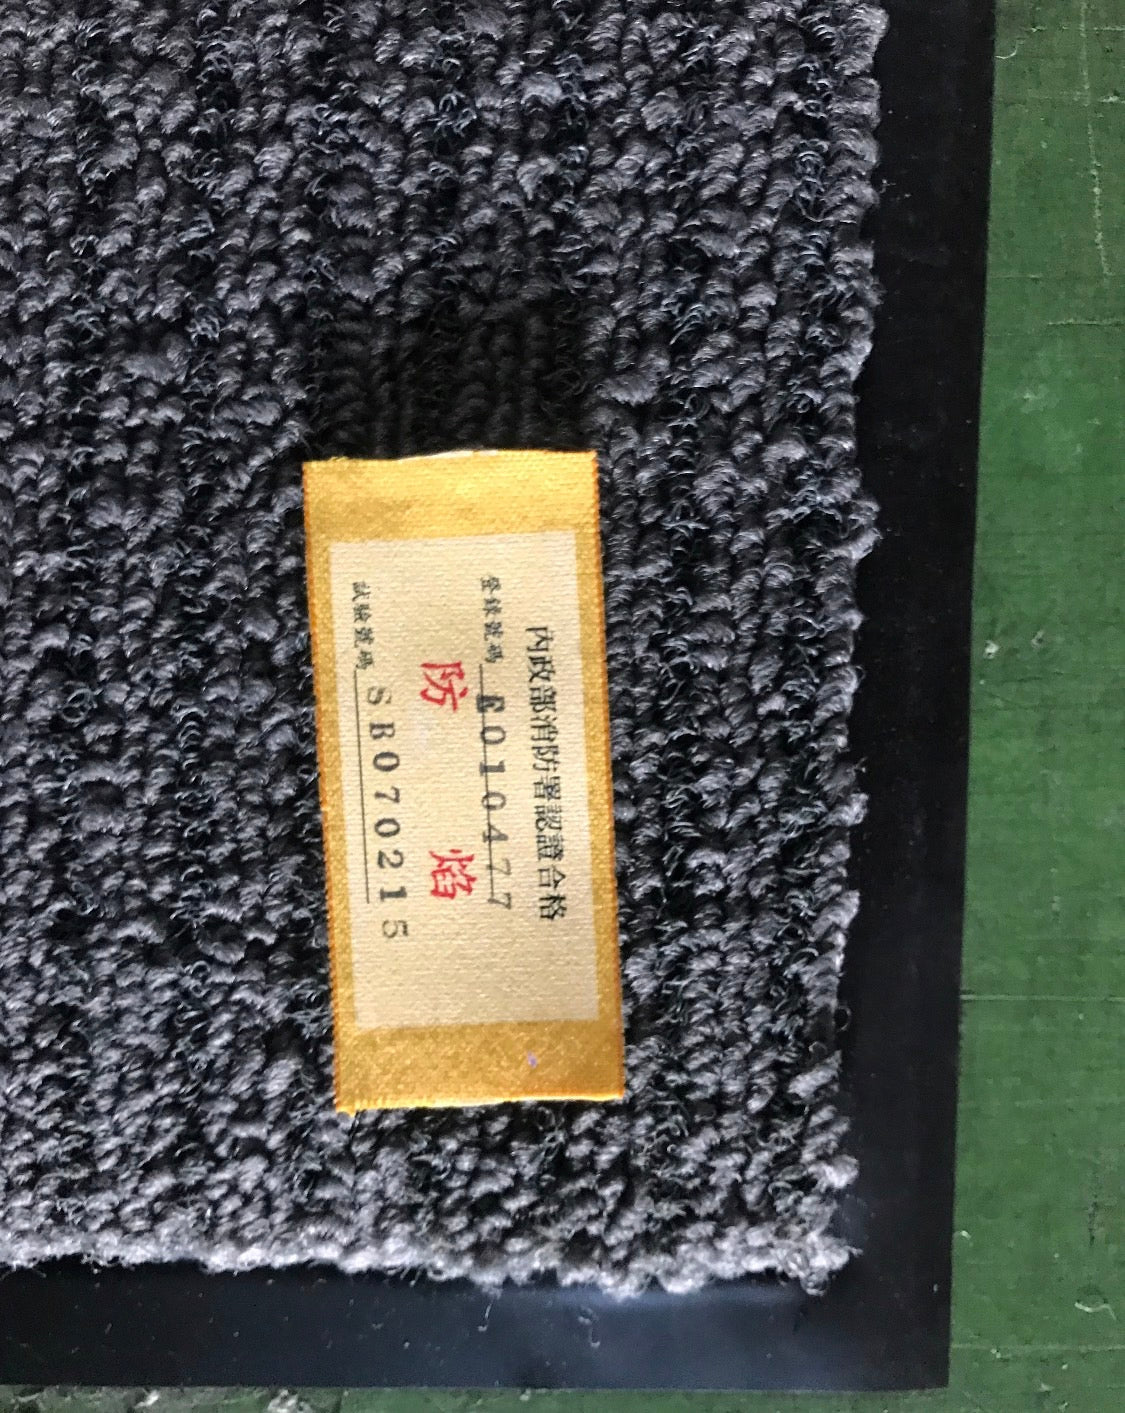 內政部消防署認證合格
登錄號碼 E010477
防焰
試驗號碼 SB070215